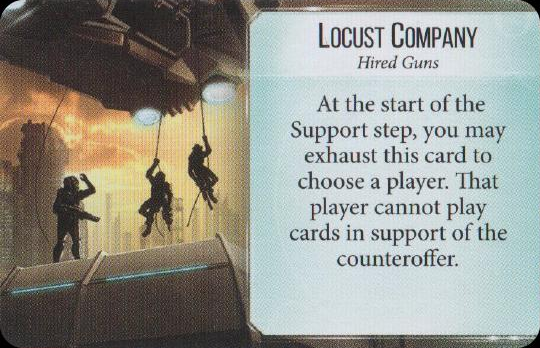 Locust Company
Hired Guns
At the start of the
Support step, you may
exhaust this card to
choose a player. That
player cannot play
cards in support of the
counteroffer.